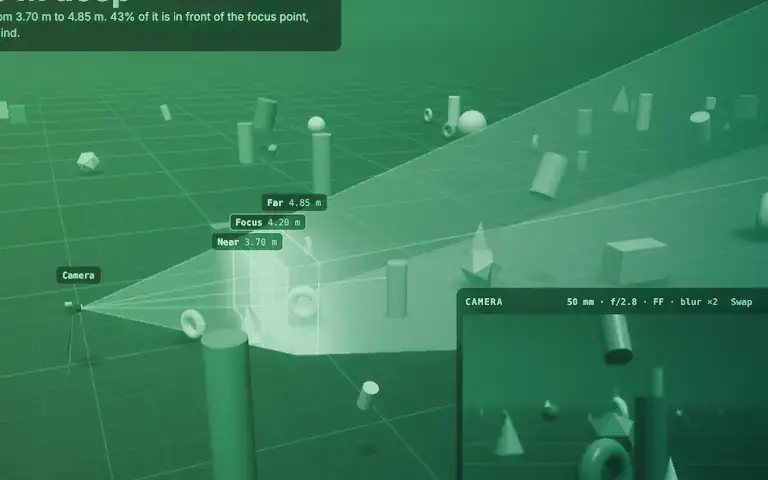 om 3.70 m to 4.85 m. 43% of it is in front of the focus point,
ind.
Far 4.85 m
Focus 4.20 m
Near 3.70 m
Camera
CAMERA 50 mm · f/2.8 · FF · blur ×2 Swap